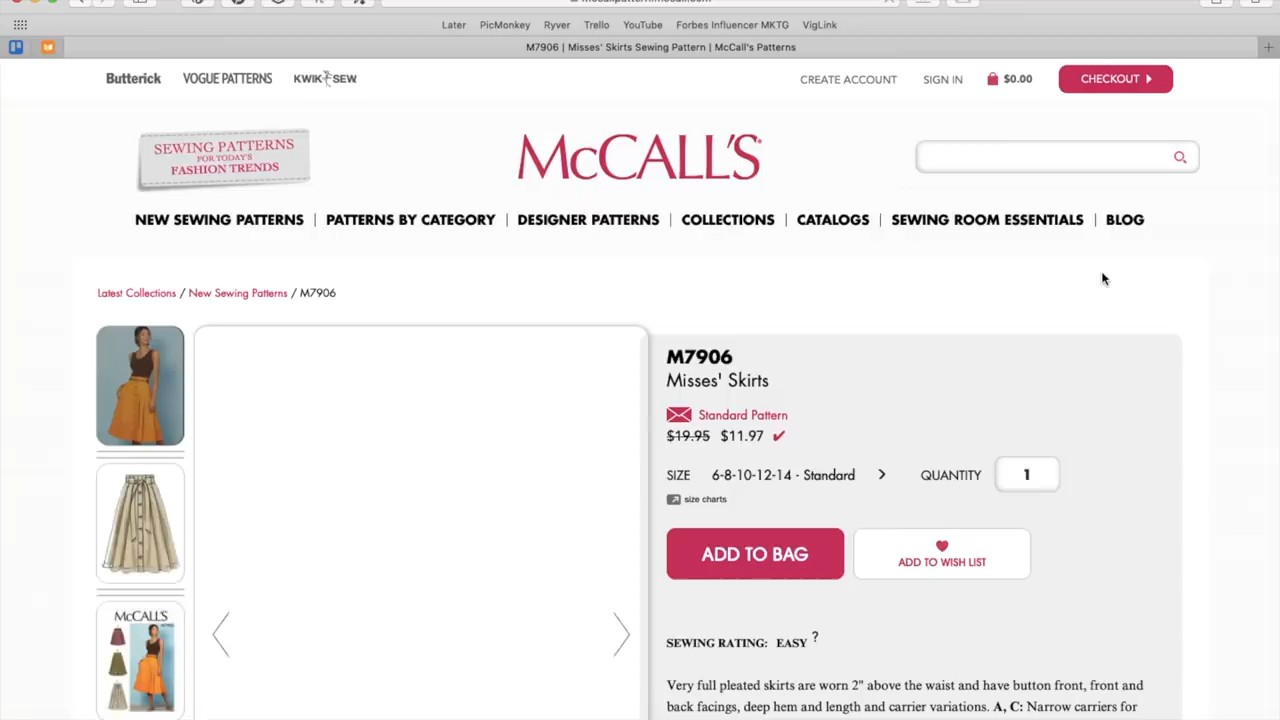 Later PicMonkey Ryver Trello YouTube Forbes Influencer MKTG VigLink
M7906 | Misses' Skirts Sewing Pattern | McCall's Patterns
Butterick VOGUE PATTERNS KWIK SEW CREATE ACCOUNT SIGN IN $0.00 CHECKOUT
SEWING PATTERNS
FOR TODAY'S
FASHION TRENDS
McCALL'S
NEW SEWING PATTERNS | PATTERNS BY CATEGORY | DESIGNER PATTERNS | COLLECTIONS | CATALOGS | SEWING ROOM ESSENTIALS | BLOG
Latest Collections / New Sewing Patterns / M7906
McCALL'S
M7906
Misses' Skirts
Standard Pattern
$19.95 $11.97
SIZE 6-8-10-12-14 - Standard QUANTITY 1
size charts
ADD TO BAG
ADD TO WISH LIST
SEWING RATING: EASY ?
Very full pleated skirts are worn 2" above the waist and have button front, front and
back facings, deep hem and length and carrier variations. A, C: Narrow carriers for